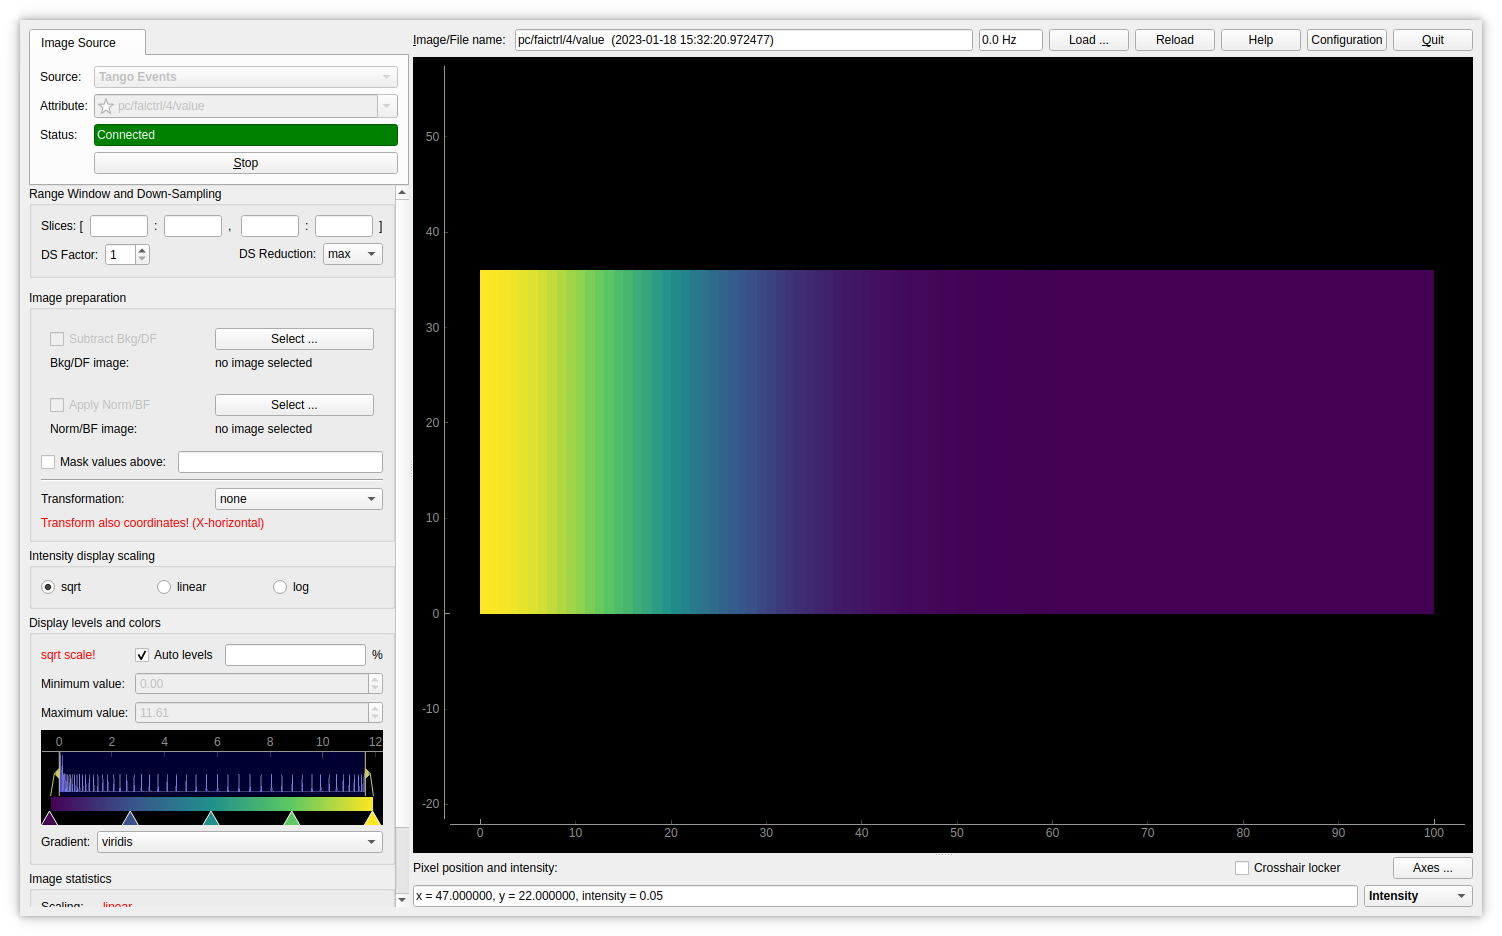 Image Source
Source: Tango Events
Attribute: pc/faictrl/4/value
Status: Connected
Stop
Range Window and Down-Sampling
Slices: [ : , : ]
DS Factor: 1 DS Reduction: max
Image preparation
Subtract Bkg/DF Select ...
Bkg/DF image: no image selected
Apply Norm/BF Select ...
Norm/BF image: no image selected
Mask values above:
Transformation: none
Transform also coordinates! (X-horizontal)
Intensity display scaling
sqrt linear log
Display levels and colors
sqrt scale! Auto levels %
Minimum value: 0.00
Maximum value: 11.61
0 2 4 6 8 10 12
Gradient: viridis
Image statistics
Scaling: linear
Image/File name: pc/faictrl/4/value (2023-01-18 15:32:20.972477) 0.0 Hz Load ... Reload Help Configuration Quit
50
40
30
20
10
0
-10
-20
0 10 20 30 40 50 60 70 80 90 100
Pixel position and intensity: Crosshair locker Axes ...
x = 47.000000, y = 22.000000, intensity = 0.05 Intensity